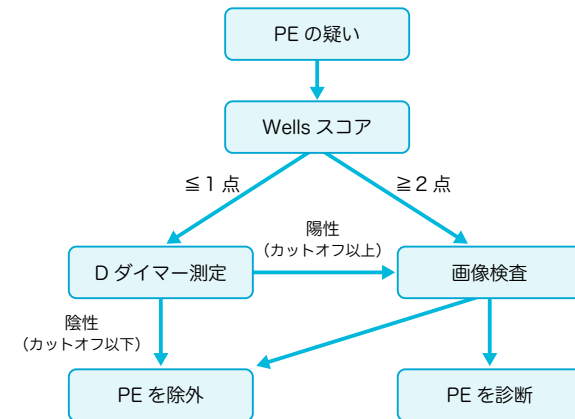 PE の疑い
Wells スコア
≦1 点
≧2 点
陽性
（カットオフ以上）
D ダイマー測定
画像検査
陰性
（カットオフ以下）
PE を除外
PE を診断